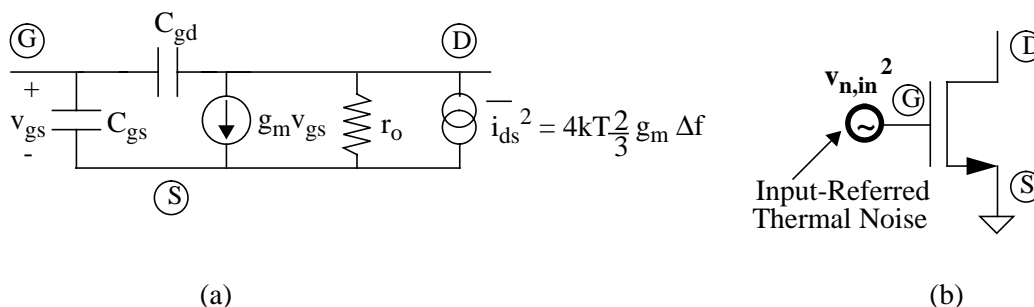 G
C_gd
D
+
v_gs
-
C_gs
g_m v_gs
r_o
i_ds^2 = 4kT 2/3 g_m Δf
S
(a)
v_n,in^2
G
D
~
S
Input-Referred
Thermal Noise
(b)